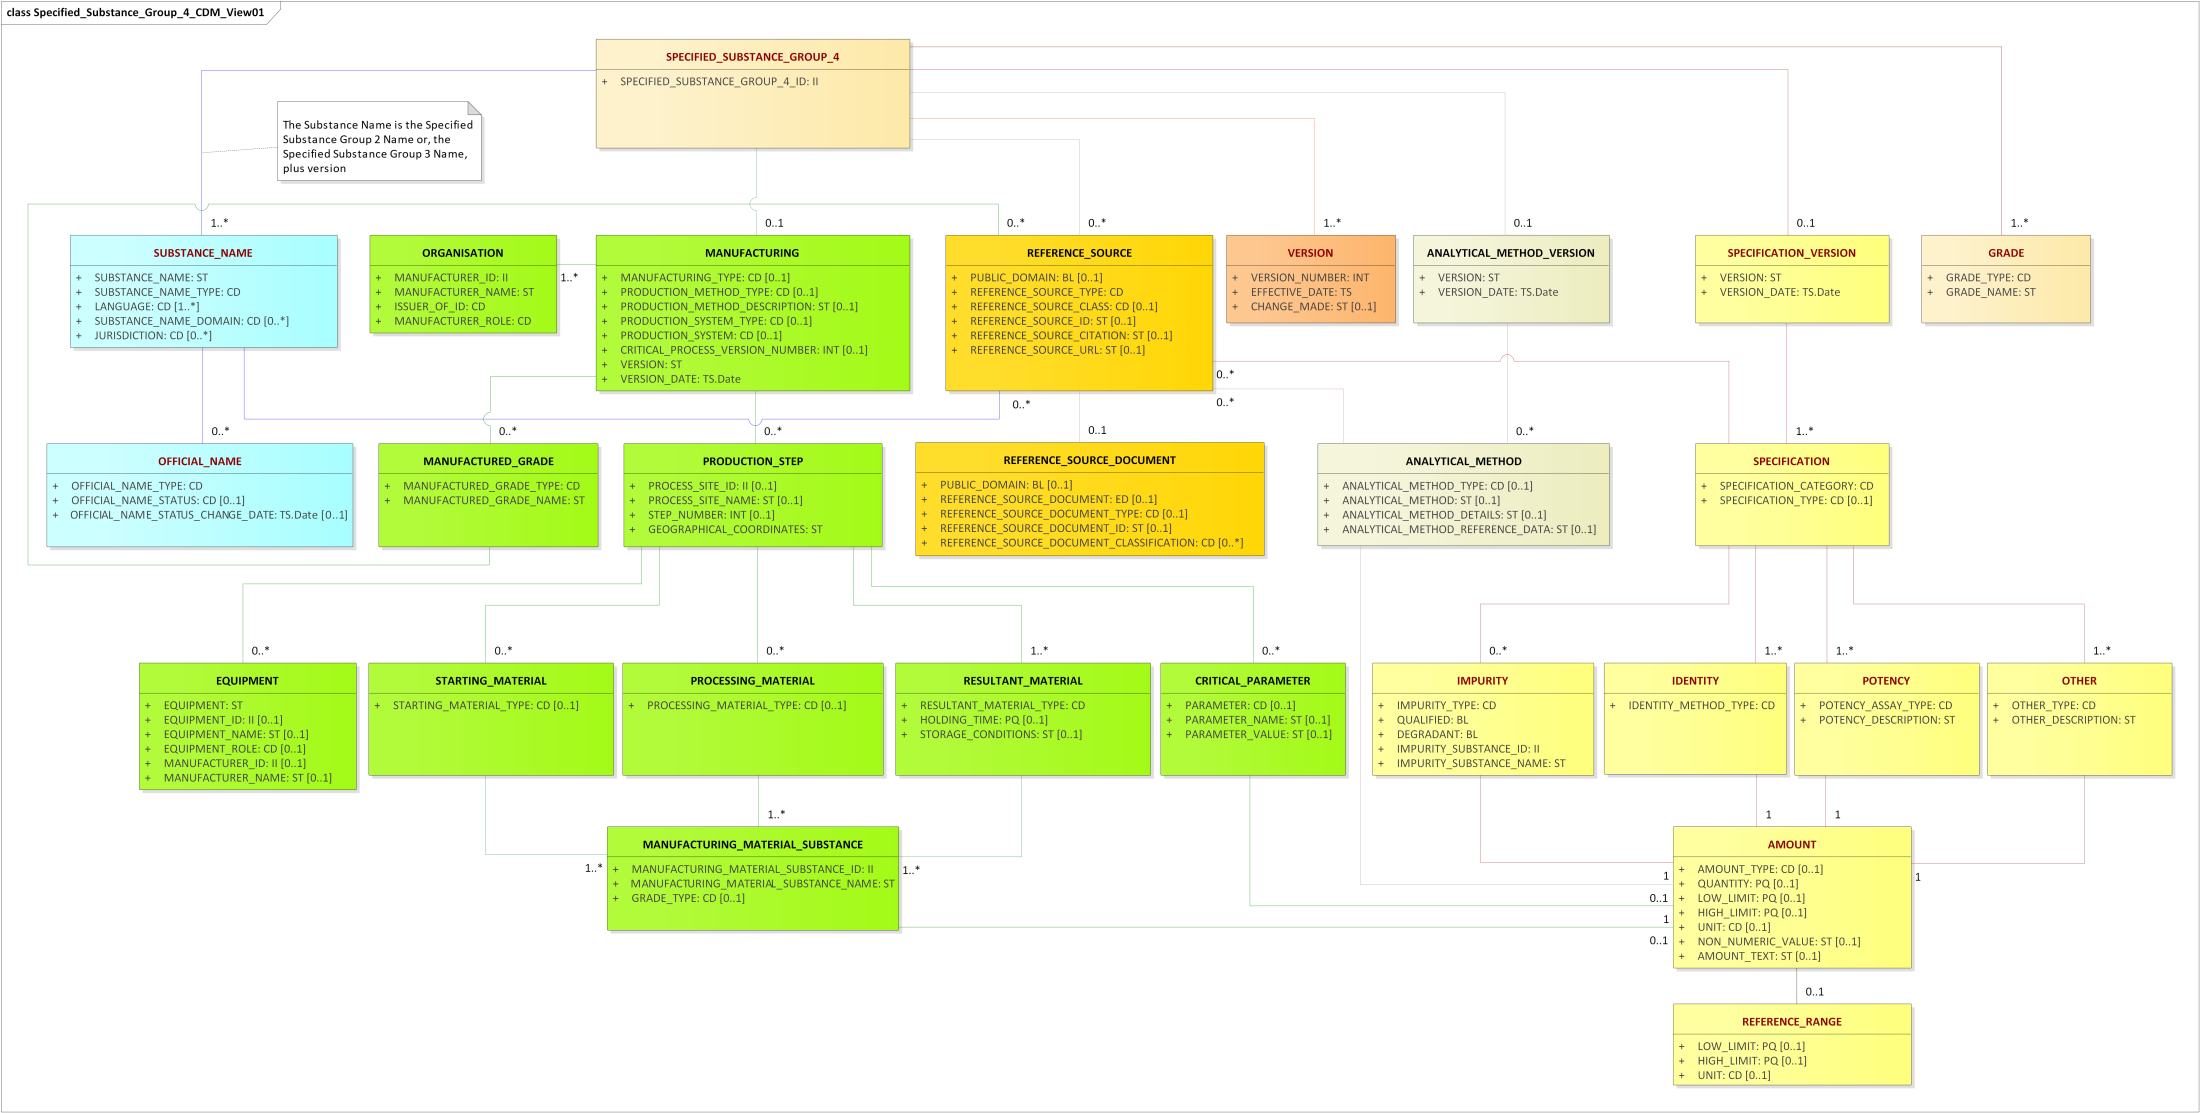 class Specified_Substance_Group_4_CDM_View01
SPECIFIED_SUBSTANCE_GROUP_4
+ SPECIFIED_SUBSTANCE_GROUP_4_ID: II
The Substance Name is the Specified
Substance Group 2 Name or, the
Specified Substance Group 3 Name,
plus version
1..*
0..1
0..*
0..*
1..*
0..1
0..1
1..*
SUBSTANCE_NAME
+ SUBSTANCE_NAME: ST
+ SUBSTANCE_NAME_TYPE: CD
+ LANGUAGE: CD [1..*]
+ SUBSTANCE_NAME_DOMAIN: CD [0..*]
+ JURISDICTION: CD [0..*]
ORGANISATION
+ MANUFACTURER_ID: II
+ MANUFACTURER_NAME: ST
+ ISSUER_OF_ID: CD
+ MANUFACTURER_ROLE: CD
1..*
MANUFACTURING
+ MANUFACTURING_TYPE: CD [0..1]
+ PRODUCTION_METHOD_TYPE: CD [0..1]
+ PRODUCTION_METHOD_DESCRIPTION: ST [0..1]
+ PRODUCTION_SYSTEM_TYPE: CD [0..1]
+ PRODUCTION_SYSTEM: CD [0..1]
+ CRITICAL_PROCESS_VERSION_NUMBER: INT [0..1]
+ VERSION: ST
+ VERSION_DATE: TS.Date
REFERENCE_SOURCE
+ PUBLIC_DOMAIN: BL [0..1]
+ REFERENCE_SOURCE_TYPE: CD
+ REFERENCE_SOURCE_CLASS: CD [0..1]
+ REFERENCE_SOURCE_ID: ST [0..1]
+ REFERENCE_SOURCE_CITATION: ST [0..1]
+ REFERENCE_SOURCE_URL: ST [0..1]
VERSION
+ VERSION_NUMBER: INT
+ EFFECTIVE_DATE: TS
+ CHANGE_MADE: ST [0..1]
ANALYTICAL_METHOD_VERSION
+ VERSION: ST
+ VERSION_DATE: TS.Date
SPECIFICATION_VERSION
+ VERSION: ST
+ VERSION_DATE: TS.Date
GRADE
+ GRADE_TYPE: CD
+ GRADE_NAME: ST
0..*
0..*
0..*
0..*
0..*
0..*
0..1
0..*
1..*
OFFICIAL_NAME
+ OFFICIAL_NAME_TYPE: CD
+ OFFICIAL_NAME_STATUS: CD [0..1]
+ OFFICIAL_NAME_STATUS_CHANGE_DATE: TS.Date [0..1]
MANUFACTURED_GRADE
+ MANUFACTURED_GRADE_TYPE: CD
+ MANUFACTURED_GRADE_NAME: ST
PRODUCTION_STEP
+ PROCESS_SITE_ID: II [0..1]
+ PROCESS_SITE_NAME: ST [0..1]
+ STEP_NUMBER: INT [0..1]
+ GEOGRAPHICAL_COORDINATES: ST
REFERENCE_SOURCE_DOCUMENT
+ PUBLIC_DOMAIN: BL [0..1]
+ REFERENCE_SOURCE_DOCUMENT: ED [0..1]
+ REFERENCE_SOURCE_DOCUMENT_TYPE: CD [0..1]
+ REFERENCE_SOURCE_DOCUMENT_ID: ST [0..1]
+ REFERENCE_SOURCE_DOCUMENT_CLASSIFICATION: CD [0..*]
ANALYTICAL_METHOD
+ ANALYTICAL_METHOD_TYPE: CD [0..1]
+ ANALYTICAL_METHOD: ST [0..1]
+ ANALYTICAL_METHOD_DETAILS: ST [0..1]
+ ANALYTICAL_METHOD_REFERENCE_DATA: ST [0..1]
SPECIFICATION
+ SPECIFICATION_CATEGORY: CD
+ SPECIFICATION_TYPE: CD [0..1]
0..*
0..*
0..*
1..*
0..*
0..*
1..*
1..*
1..*
EQUIPMENT
+ EQUIPMENT: ST
+ EQUIPMENT_ID: II [0..1]
+ EQUIPMENT_NAME: ST [0..1]
+ EQUIPMENT_ROLE: CD [0..1]
+ MANUFACTURER_ID: II [0..1]
+ MANUFACTURER_NAME: ST [0..1]
STARTING_MATERIAL
+ STARTING_MATERIAL_TYPE: CD [0..1]
PROCESSING_MATERIAL
+ PROCESSING_MATERIAL_TYPE: CD [0..1]
RESULTANT_MATERIAL
+ RESULTANT_MATERIAL_TYPE: CD
+ HOLDING_TIME: PQ [0..1]
+ STORAGE_CONDITIONS: ST [0..1]
CRITICAL_PARAMETER
+ PARAMETER: CD [0..1]
+ PARAMETER_NAME: ST [0..1]
+ PARAMETER_VALUE: ST [0..1]
IMPURITY
+ IMPURITY_TYPE: CD
+ QUALIFIED: BL
+ DEGRADANT: BL
+ IMPURITY_SUBSTANCE_ID: II
+ IMPURITY_SUBSTANCE_NAME: ST
IDENTITY
+ IDENTITY_METHOD_TYPE: CD
POTENCY
+ POTENCY_ASSAY_TYPE: CD
+ POTENCY_DESCRIPTION: ST
OTHER
+ OTHER_TYPE: CD
+ OTHER_DESCRIPTION: ST
1..*
1
1
1..*
MANUFACTURING_MATERIAL_SUBSTANCE
+ MANUFACTURING_MATERIAL_SUBSTANCE_ID: II
+ MANUFACTURING_MATERIAL_SUBSTANCE_NAME: ST
+ GRADE_TYPE: CD [0..1]
1..*
1
0..1
1
0..1
AMOUNT
+ AMOUNT_TYPE: CD [0..1]
+ QUANTITY: PQ [0..1]
+ LOW_LIMIT: PQ [0..1]
+ HIGH_LIMIT: PQ [0..1]
+ UNIT: CD [0..1]
+ NON_NUMERIC_VALUE: ST [0..1]
+ AMOUNT_TEXT: ST [0..1]
1
0..1
REFERENCE_RANGE
+ LOW_LIMIT: PQ [0..1]
+ HIGH_LIMIT: PQ [0..1]
+ UNIT: CD [0..1]